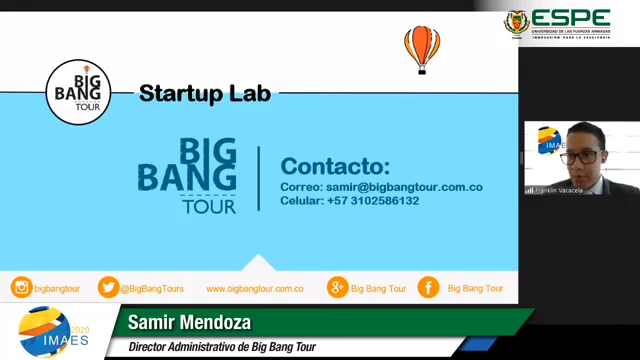 ESPE
UNIVERSIDAD DE LAS FUERZAS ARMADAS
INNOVACIÓN PARA LA EXCELENCIA
BIG
BANG
TOUR
Startup Lab
BIG
BANG
TOUR
Contacto:
Correo: samir@bigbangtour.com.co
Celular: +57 3102586132
IMAES
Franklin Vacacela
bigbangtour
@BigBangTours
www.bigbangtour.com.co
Big Bang Tour
Big Bang Tour
2020
IMAES
Samir Mendoza
Director Administrativo de Big Bang Tour